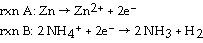 rxn A: Zn → Zn²⁺ + 2e⁻
rxn B: 2 NH₄⁺ + 2e⁻ → 2 NH₃ + H₂